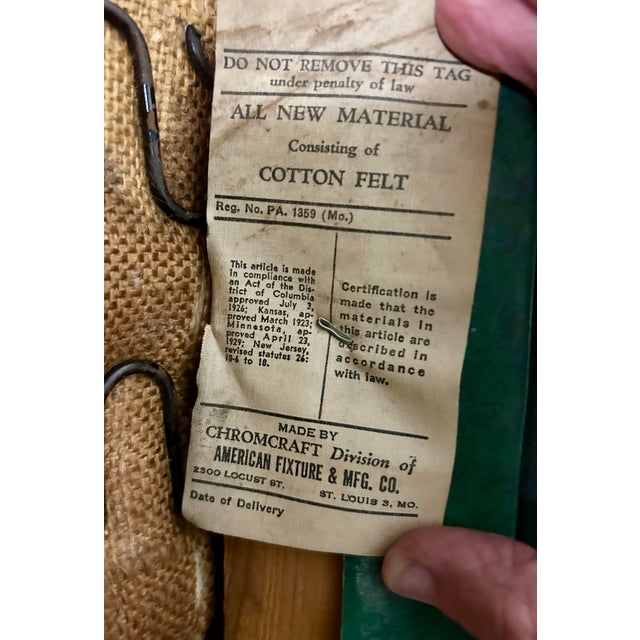 DO NOT REMOVE THIS TAG
under penalty of law
ALL NEW MATERIAL
Consisting of
COTTON FELT
Reg. No. PA. 1359 (Mo.)
This article is made
in compliance with
an Act of the Dis-
trict of Columbia
approved July 3,
1926; Kansas, ap-
proved March 1923;
Minnesota, ap-
proved April 23,
1929; New Jersey,
revised statutes 26:
10-6 to 18.
Certification is
made that the
materials in
this article are
described in
accordance
with law.
MADE BY
CHROMCRAFT Division of
AMERICAN FIXTURE & MFG. CO.
2300 LOCUST ST. ST. LOUIS 3, MO.
Date of Delivery